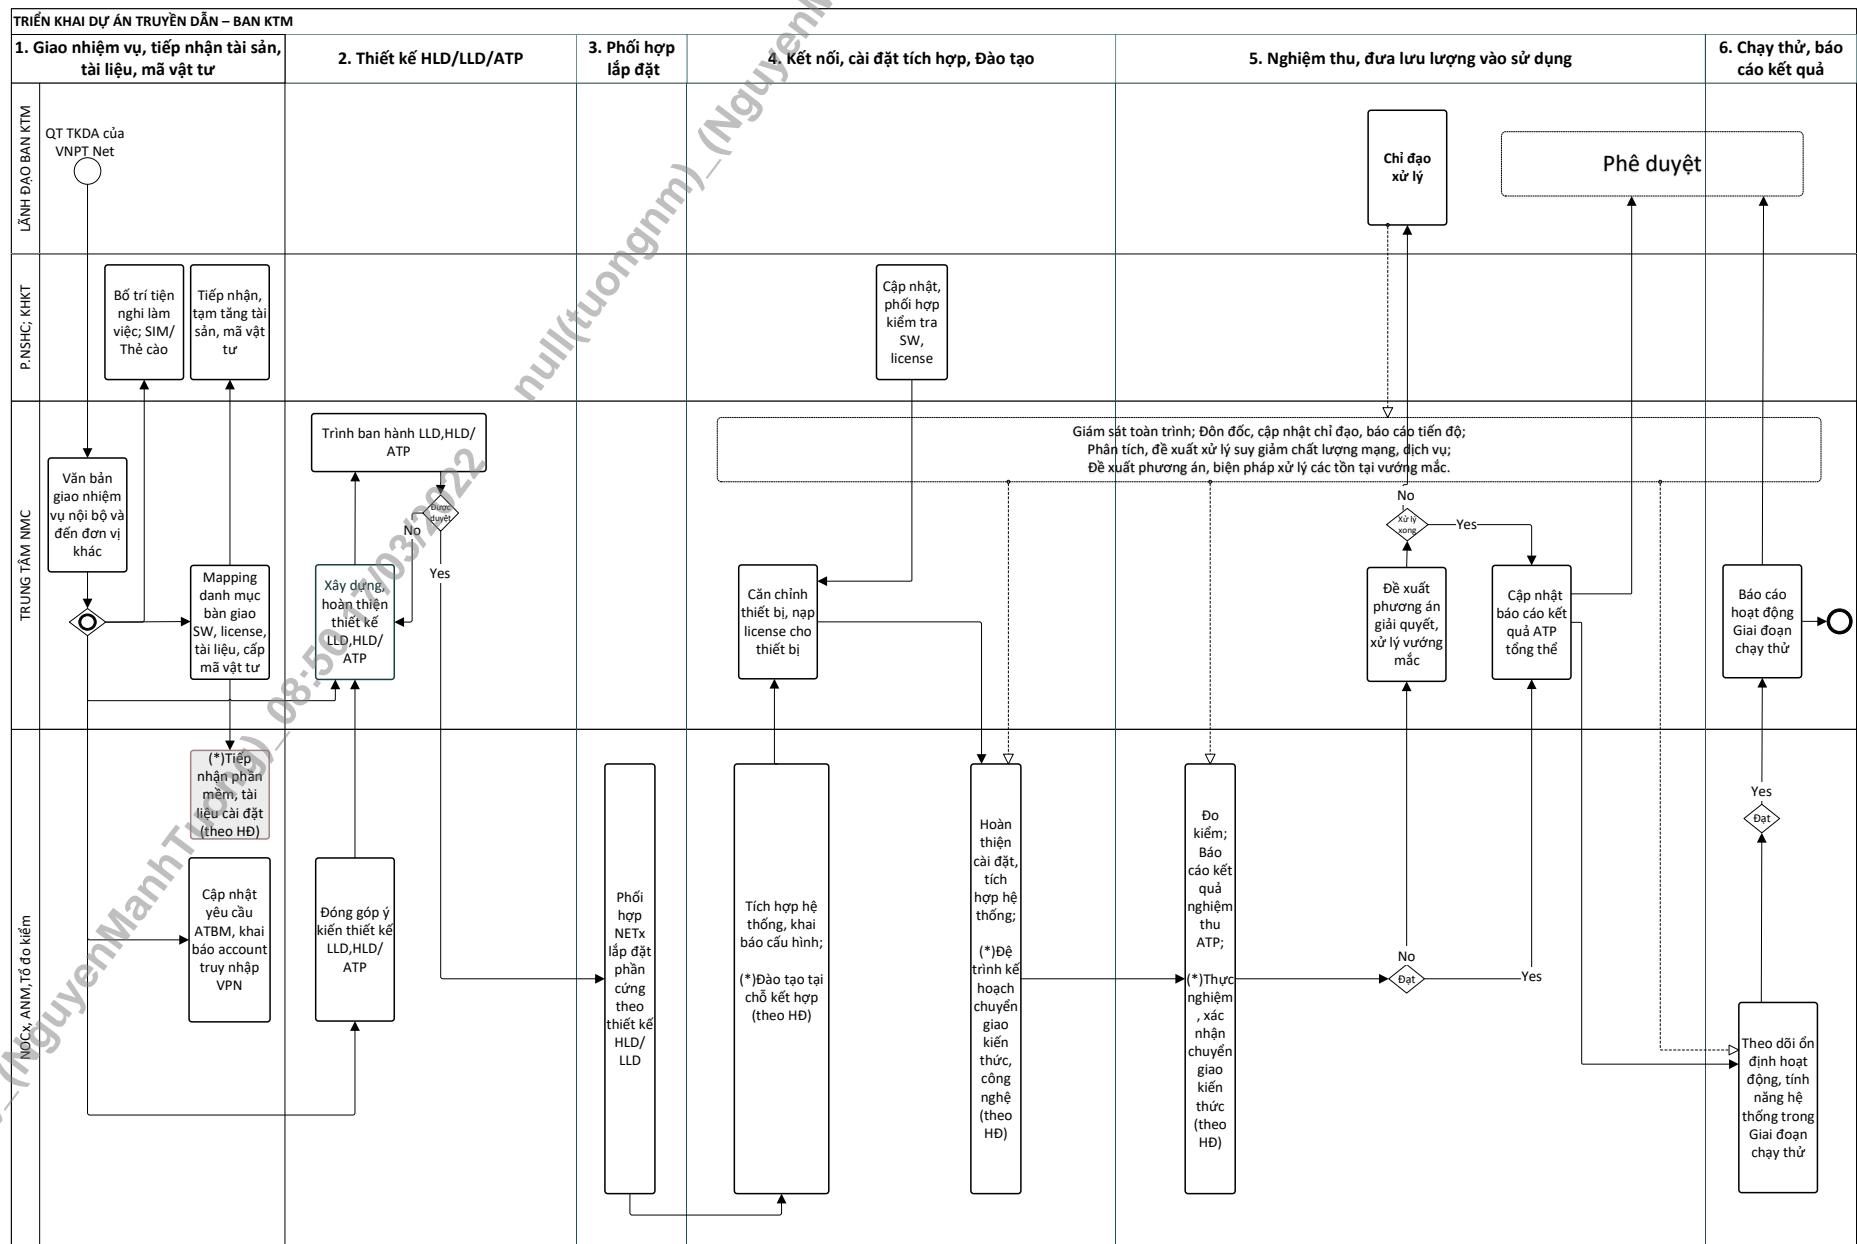 TRIỂN KHAI DỰ ÁN TRUYỀN DẪN – BAN KTM
1. Giao nhiệm vụ, tiếp nhận tài sản,
tài liệu, mã vật tư
2. Thiết kế HLD/LLD/ATP
3. Phối hợp
lắp đặt
4. Kết nối, cài đặt tích hợp, Đào tạo
5. Nghiệm thu, đưa lưu lượng vào sử dụng
6. Chạy thử, báo
cáo kết quả
LÃNH ĐẠO BAN KTM
QT TKDA của
VNPT Net
Chỉ đạo
xử lý
Phê duyệt
P.NSHC; KHKT
Bố trí tiện
nghi làm
việc; SIM/
Thẻ cào
Tiếp nhận,
tạm tăng tài
sản, mã vật
tư
Cập nhật,
phối hợp
kiểm tra
SW,
license
TRUNG TÂM NMC
Văn bản
giao nhiệm
vụ nội bộ và
đến đơn vị
khác
Mapping
danh mục
bàn giao
SW, license,
tài liệu, cấp
mã vật tư
Trình ban hành LLD,HLD/
ATP
Được
duyệt
No
Yes
Xây dựng,
hoàn thiện
thiết kế
LLD,HLD/
ATP
Giám sát toàn trình; Đôn đốc, cập nhật chỉ đạo, báo cáo tiến độ;
Phân tích, đề xuất xử lý suy giảm chất lượng mạng, dịch vụ;
Đề xuất phương án, biện pháp xử lý các tồn tại vướng mắc.
Căn chỉnh
thiết bị, nạp
license cho
thiết bị
No
Xử lý
xong
Yes
Đề xuất
phương án
giải quyết,
xử lý vướng
mắc
Cập nhật
báo cáo kết
quả ATP
tổng thể
Báo cáo
hoạt động
Giai đoạn
chạy thử
NOCx, ANM,Tổ đo kiểm
(*)Tiếp
nhận phần
mềm, tài
liệu cài đặt
(theo HĐ)
Cập nhật
yêu cầu
ATBM, khai
báo account
truy nhập
VPN
Đóng góp ý
kiến thiết kế
LLD,HLD/
ATP
Phối
hợp
NETx
lắp đặt
phần
cứng
theo
thiết kế
HLD/
LLD
Tích hợp hệ
thống, khai
báo cấu hình;
(*)Đào tạo tại
chỗ kết hợp
(theo HĐ)
Hoàn
thiện
cài đặt,
tích
hợp hệ
thống;
(*)Đệ
trình kế
hoạch
chuyển
giao
kiến
thức,
công
nghệ
(theo
HĐ)
Đo
kiểm;
Báo
cáo kết
quả
nghiệm
thu
ATP;
(*)Thực
nghiệm
, xác
nhận
chuyển
giao
kiến
thức
(theo
HĐ)
No
Đạt
Yes
Yes
Đạt
Theo dõi ổn
định hoạt
động, tính
năng hệ
thống trong
Giai đoạn
chạy thử
null(tuongnm)_(NguyenM
)_(NguyenManhTuong)_08:50 17/03/2022